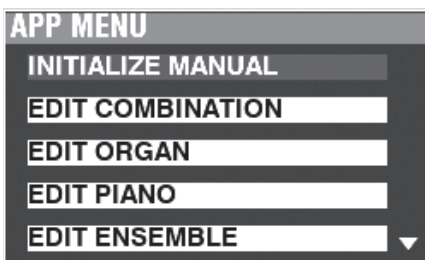 APP MENU
INITIALIZE MANUAL
EDIT COMBINATION
EDIT ORGAN
EDIT PIANO
EDIT ENSEMBLE